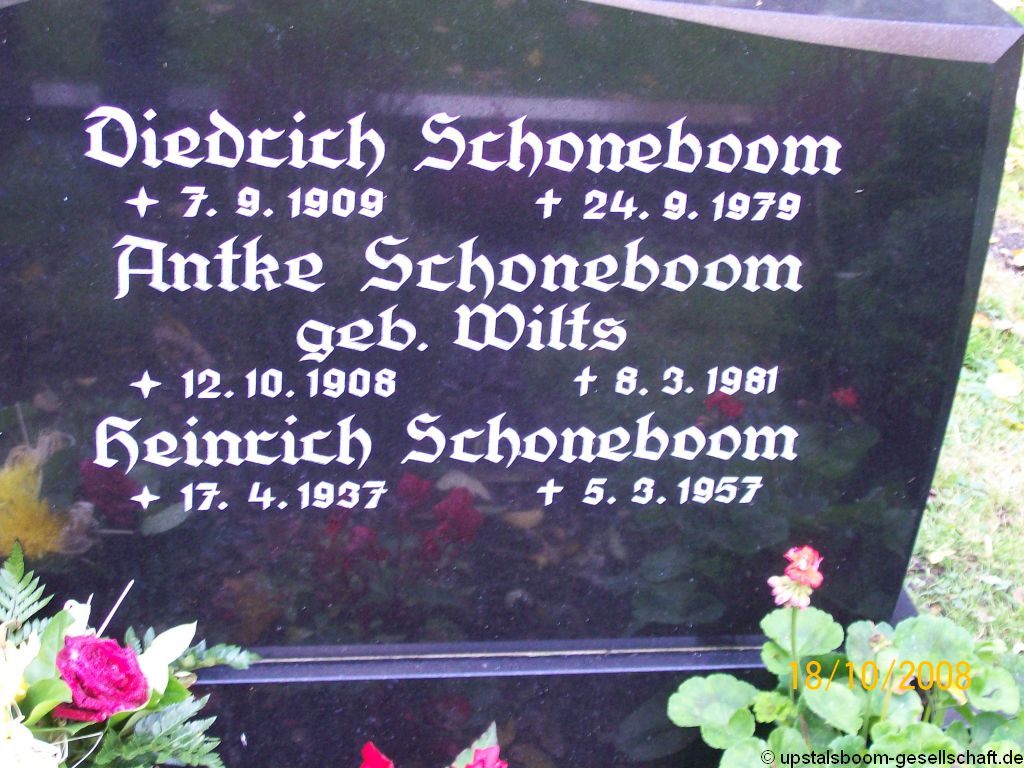 Diedrich Schoneboom
✦ 7. 9. 1909 ✝ 24. 9. 1979
Antke Schoneboom
geb. Wilts
✦ 12. 10. 1908 ✝ 8. 3. 1981
Heinrich Schoneboom
✦ 17. 4. 1937 ✝ 5. 3. 1957
18/10/2008
© upstalsboom-gesellschaft.de